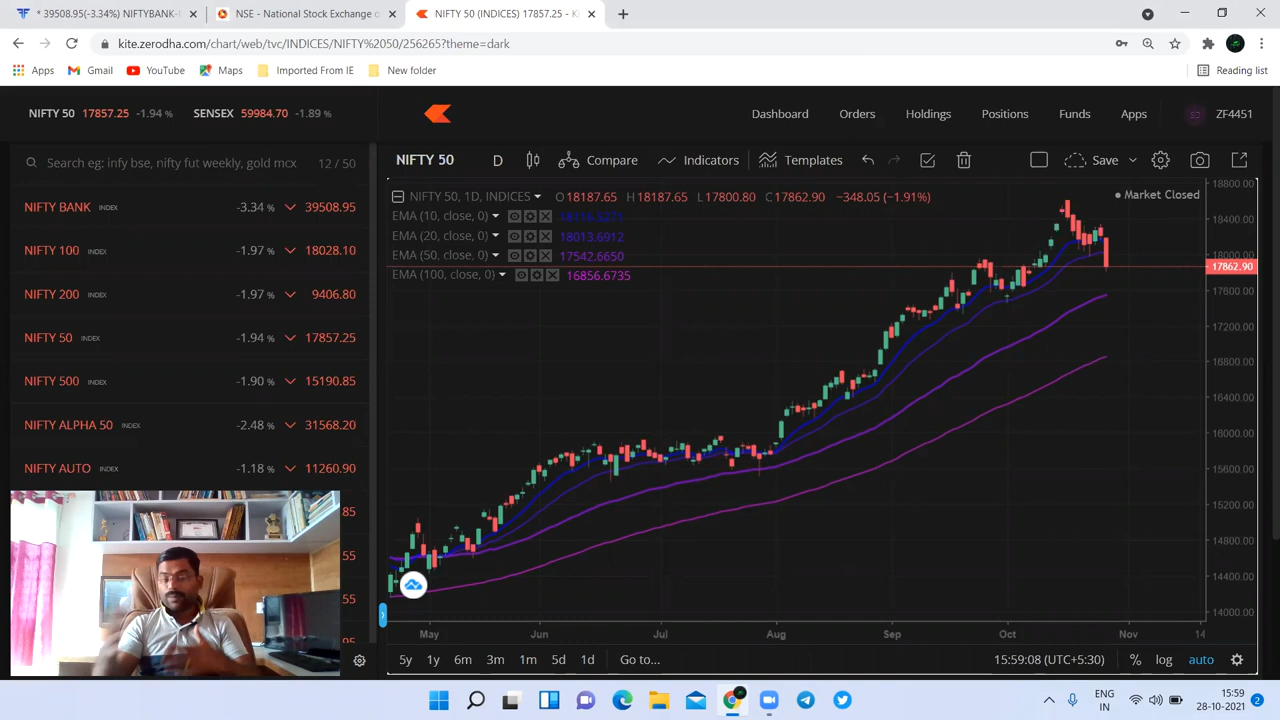 * 39508.95(-3.34%) NIFTYBANK-I
NSE - National Stock Exchange o
NIFTY 50 (INDICES) 17857.25 - Ki
kite.zerodha.com/chart/web/tvc/INDICES/NIFTY%2050/256265?theme=dark
Apps Gmail YouTube Maps Imported From IE New folder Reading list
NIFTY 50 17857.25 -1.94 % SENSEX 59984.70 -1.89 %
Dashboard Orders Holdings Positions Funds Apps ZF4451
Search eg: infy bse, nifty fut weekly, gold mcx 12 / 50
NIFTY BANK INDEX -3.34 % 39508.95
NIFTY 100 INDEX -1.97 % 18028.10
NIFTY 200 INDEX -1.97 % 9406.80
NIFTY 50 INDEX -1.94 % 17857.25
NIFTY 500 INDEX -1.90 % 15190.85
NIFTY ALPHA 50 INDEX -2.48 % 31568.20
NIFTY AUTO INDEX -1.18 % 11260.90
85
55
55
.95
NIFTY 50 D Compare Indicators Templates Save
NIFTY 50, 1D, INDICES O18187.65 H18187.65 L17800.80 C17862.90 -348.05 (-1.91%)
Market Closed
EMA (10, close, 0)
EMA (20, close, 0) 18013.6912
EMA (50, close, 0) 17542.6650
EMA (100, close, 0) 16856.6735
18800.00
18400.00
18000.00
17862.90
17600.00
17200.00
16800.00
16400.00
16000.00
15600.00
15200.00
14800.00
14400.00
14000.00
May Jun Jul Aug Sep Oct Nov 14
5y 1y 6m 3m 1m 5d 1d Go to... 15:59:08 (UTC+5:30) % log auto
ENG
IN
15:59
28-10-2021
2